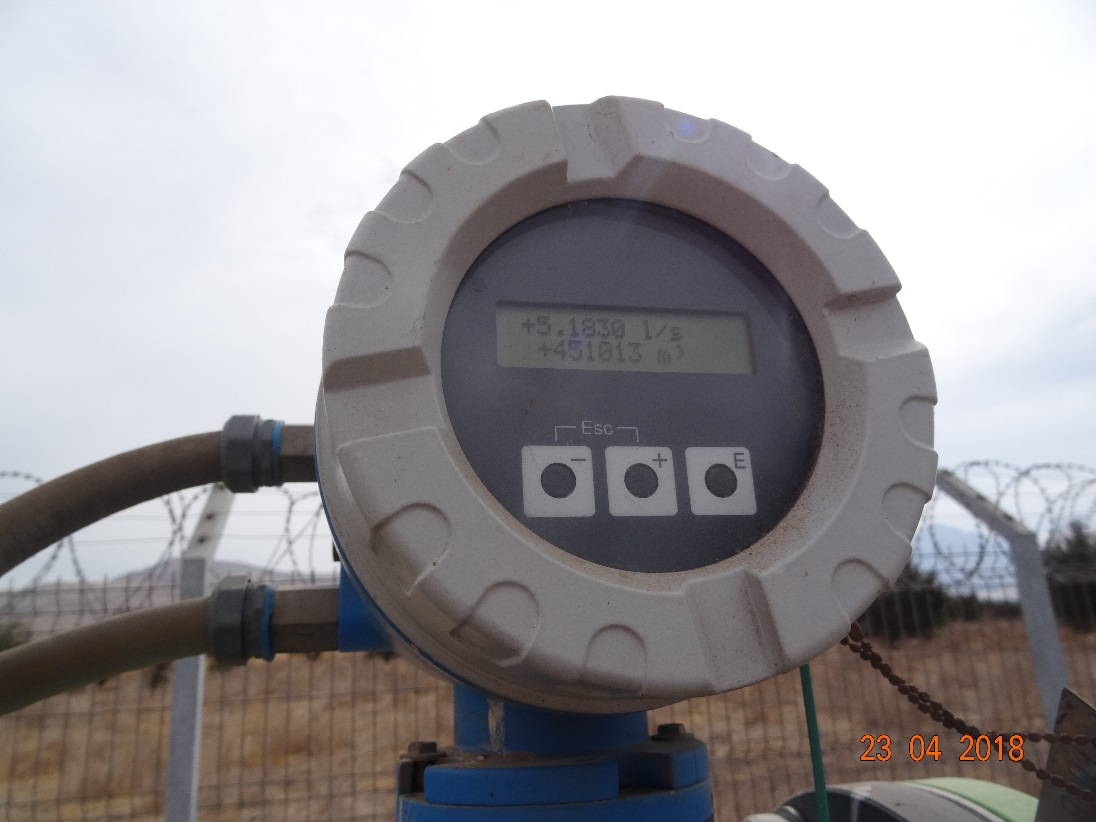 +5.1830 l/s
+451013 m³
Esc
- + E
23 04 2018